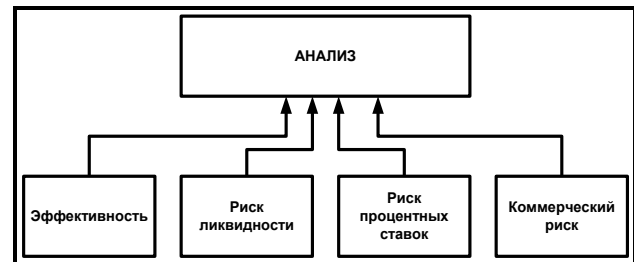 АНАЛИЗ
Эффективность
Риск
ликвидности
Риск
процентных
ставок
Коммерческий
риск